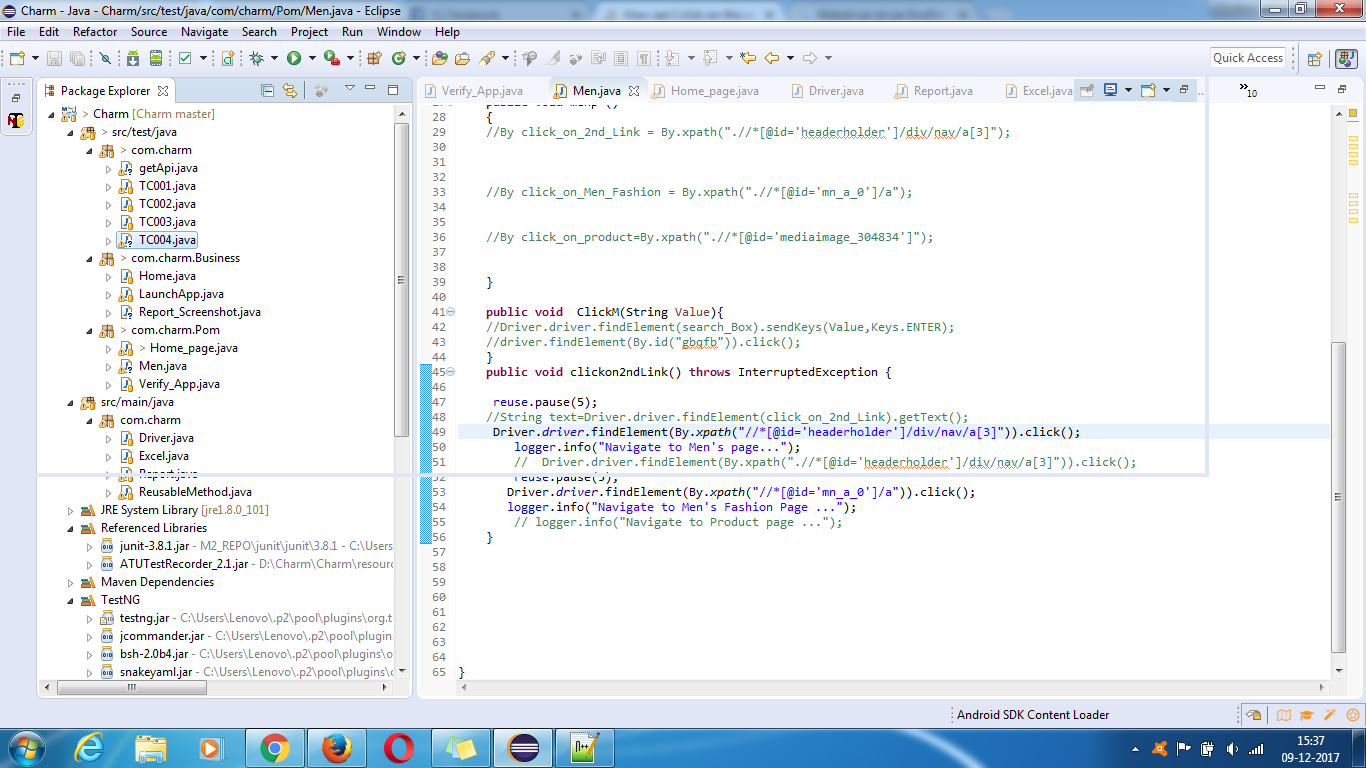 Charm - Java - Charm/src/test/java/com/charm/Pom/Men.java - Eclipse
File Edit Refactor Source Navigate Search Project Run Window Help
Quick Access
Package Explorer
Verify_App.java Men.java Home_page.java Driver.java Report.java Excel.java
10
> Charm [Charm master]
> src/test/java
> com.charm
getApi.java
TC001.java
TC002.java
TC003.java
TC004.java
> com.charm.Business
Home.java
LaunchApp.java
Report_Screenshot.java
> com.charm.Pom
> Home_page.java
Men.java
Verify_App.java
src/main/java
com.charm
Driver.java
Excel.java
Report.java
ReusableMethod.java
JRE System Library [jre1.8.0_101]
Referenced Libraries
junit-3.8.1.jar - M2_REPO\junit\junit\3.8.1 - C:\Users
ATUTestRecorder_2.1.jar - D:\Charm\Charm\resourc
Maven Dependencies
TestNG
testng.jar - C:\Users\Lenovo\.p2\pool\plugins\org.t
jcommander.jar - C:\Users\Lenovo\.p2\pool\plugins
bsh-2.0b4.jar - C:\Users\Lenovo\.p2\pool\plugins\o
snakeyaml.jar - C:\Users\Lenovo\.p2\pool\plugins\
28 {
29 //By click_on_2nd_Link = By.xpath(".//*[@id='headerholder']/div/nav/a[3]");
30
31
32
33 //By click_on_Men_Fashion = By.xpath(".//*[@id='mn_a_0']/a");
34
35
36 //By click_on_product=By.xpath(".//*[@id='mediaimage_304834']");
37
38
39 }
40
41 public void ClickM(String Value){
42 //Driver.driver.findElement(search_Box).sendKeys(Value,Keys.ENTER);
43 //driver.findElement(By.id("gbqfb")).click();
44 }
45 public void clickon2ndLink() throws InterruptedException {
46
47 reuse.pause(5);
48 //String text=Driver.driver.findElement(click_on_2nd_Link).getText();
49 Driver.driver.findElement(By.xpath("//*[@id='headerholder']/div/nav/a[3]")).click();
50 logger.info("Navigate to Men's page...");
51 // Driver.driver.findElement(By.xpath(".//*[@id='headerholder']/div/nav/a[3]")).click();
52 reuse.pause(5);
53 Driver.driver.findElement(By.xpath("//*[@id='mn_a_0']/a")).click();
54 logger.info("Navigate to Men's Fashion Page ...");
55 // logger.info("Navigate to Product page ...");
56 }
57
58
59
60
61
62
63
64
65 }
Android SDK Content Loader
15:37
09-12-2017